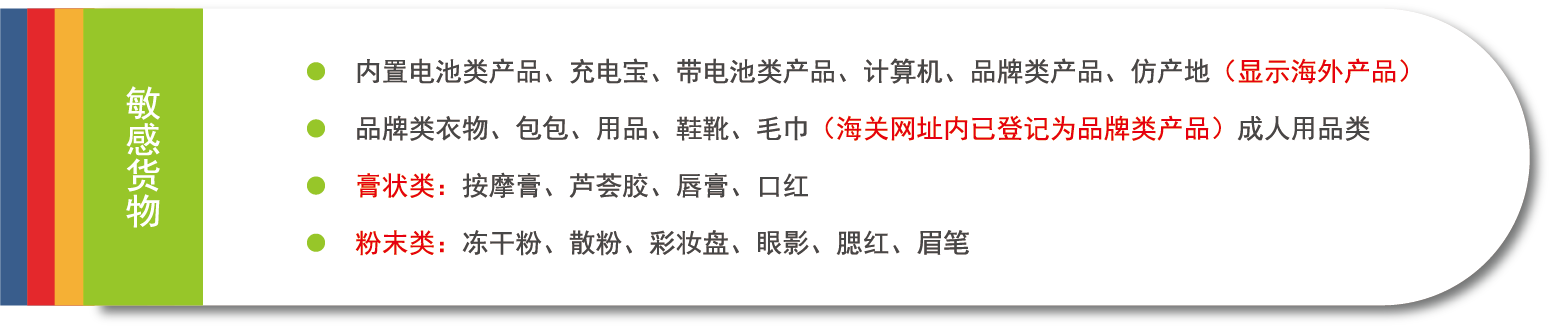 敏感货物
内置电池类产品、充电宝、带电池类产品、计算机、品牌类产品、仿产地（显示海外产品）
品牌类衣物、包包、用品、鞋靴、毛巾（海关网址内已登记为品牌类产品）成人用品类
膏状类：按摩膏、芦荟胶、唇膏、口红
粉末类：冻干粉、散粉、彩妆盘、眼影、腮红、眉笔